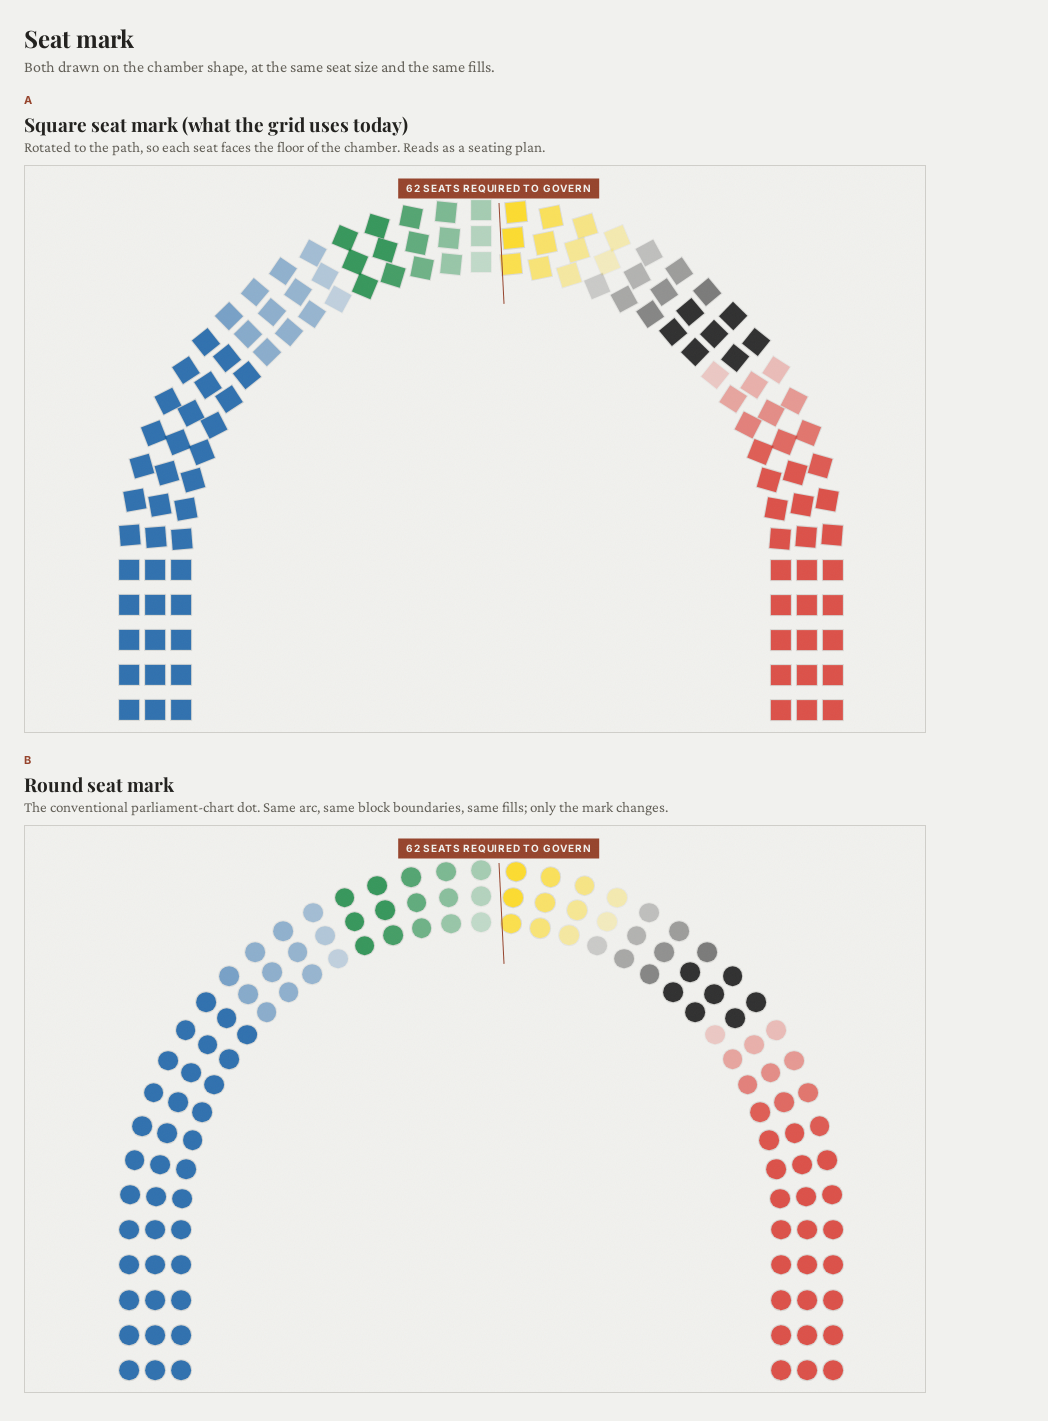 Seat mark
Both drawn on the chamber shape, at the same seat size and the same fills.
A
Square seat mark (what the grid uses today)
Rotated to the path, so each seat faces the floor of the chamber. Reads as a seating plan.
62 SEATS REQUIRED TO GOVERN
B
Round seat mark
The conventional parliament-chart dot. Same arc, same block boundaries, same fills; only the mark changes.
62 SEATS REQUIRED TO GOVERN